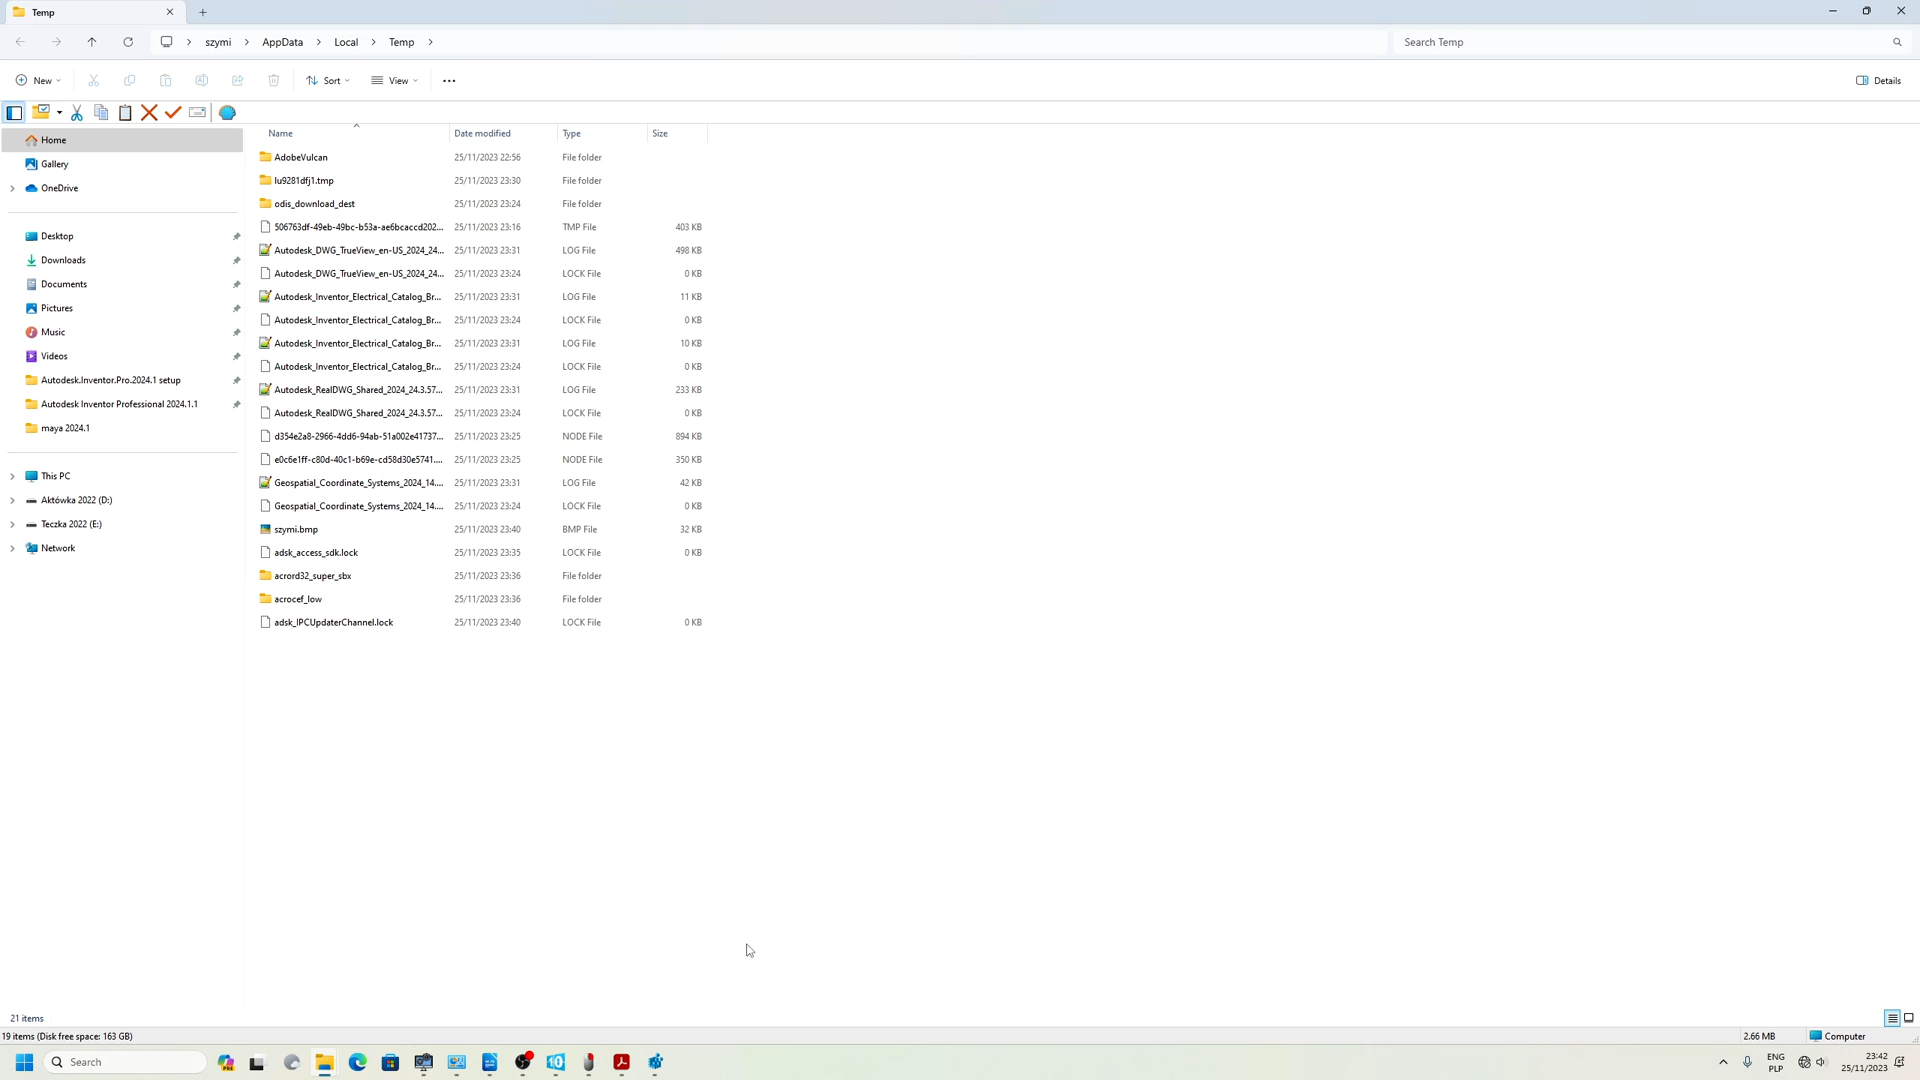 Temp
szymi
AppData
Local
Temp
Search Temp
New
Sort
View
Details
Home
Gallery
OneDrive
Desktop
Downloads
Documents
Pictures
Music
Videos
Autodesk.Inventor.Pro.2024.1 setup
Autodesk Inventor Professional 2024.1.1
maya 2024.1
This PC
Aktówka 2022 (D:)
Teczka 2022 (E:)
Network
Name Date modified Type Size
AdobeVulcan 25/11/2023 22:56 File folder
lu9281dfj1.tmp 25/11/2023 23:30 File folder
odis_download_dest 25/11/2023 23:24 File folder
506763df-49eb-49bc-b53a-ae6bcaccd202... 25/11/2023 23:16 TMP File 403 KB
Autodesk_DWG_TrueView_en-US_2024_24... 25/11/2023 23:31 LOG File 498 KB
Autodesk_DWG_TrueView_en-US_2024_24... 25/11/2023 23:24 LOCK File 0 KB
Autodesk_Inventor_Electrical_Catalog_Br... 25/11/2023 23:31 LOG File 11 KB
Autodesk_Inventor_Electrical_Catalog_Br... 25/11/2023 23:24 LOCK File 0 KB
Autodesk_Inventor_Electrical_Catalog_Br... 25/11/2023 23:31 LOG File 10 KB
Autodesk_Inventor_Electrical_Catalog_Br... 25/11/2023 23:24 LOCK File 0 KB
Autodesk_RealDWG_Shared_2024_24.3.57... 25/11/2023 23:31 LOG File 233 KB
Autodesk_RealDWG_Shared_2024_24.3.57... 25/11/2023 23:24 LOCK File 0 KB
d354e2a8-2966-4dd6-94ab-51a002e41737... 25/11/2023 23:25 NODE File 894 KB
e0c6e1ff-c80d-40c1-b69e-cd58d30e5741.... 25/11/2023 23:25 NODE File 350 KB
Geospatial_Coordinate_Systems_2024_14.... 25/11/2023 23:31 LOG File 42 KB
Geospatial_Coordinate_Systems_2024_14.... 25/11/2023 23:24 LOCK File 0 KB
szymi.bmp 25/11/2023 23:40 BMP File 32 KB
adsk_access_sdk.lock 25/11/2023 23:35 LOCK File 0 KB
acrord32_super_sbx 25/11/2023 23:36 File folder
acrocef_low 25/11/2023 23:36 File folder
adsk_IPCUpdaterChannel.lock 25/11/2023 23:40 LOCK File 0 KB
21 items
19 items (Disk free space: 163 GB) 2.66 MB Computer
Search
PRE
10
ENG
PLP
23:42
25/11/2023